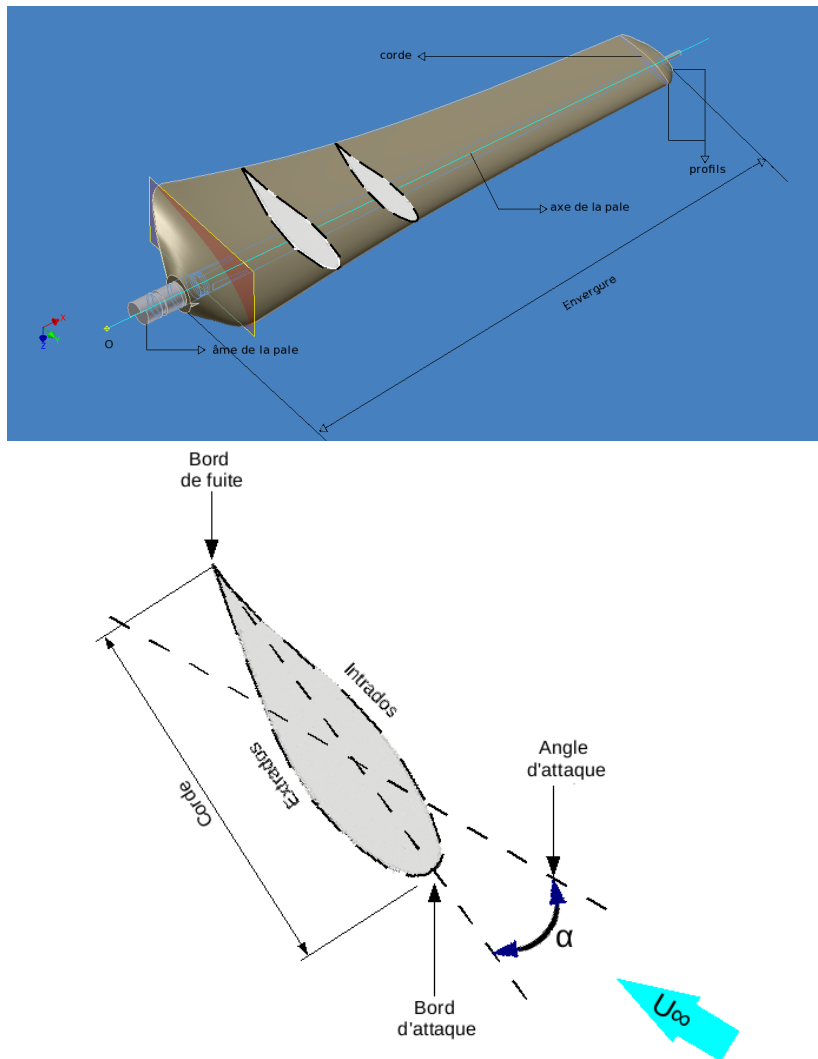 corde
profils
axe de la pale
Envergure
X
Y
Z
O
âme de la pale
Bord
de fuite
Intrados
Extrados
Corde
Angle
d'attaque
α
U∞
Bord
d'attaque